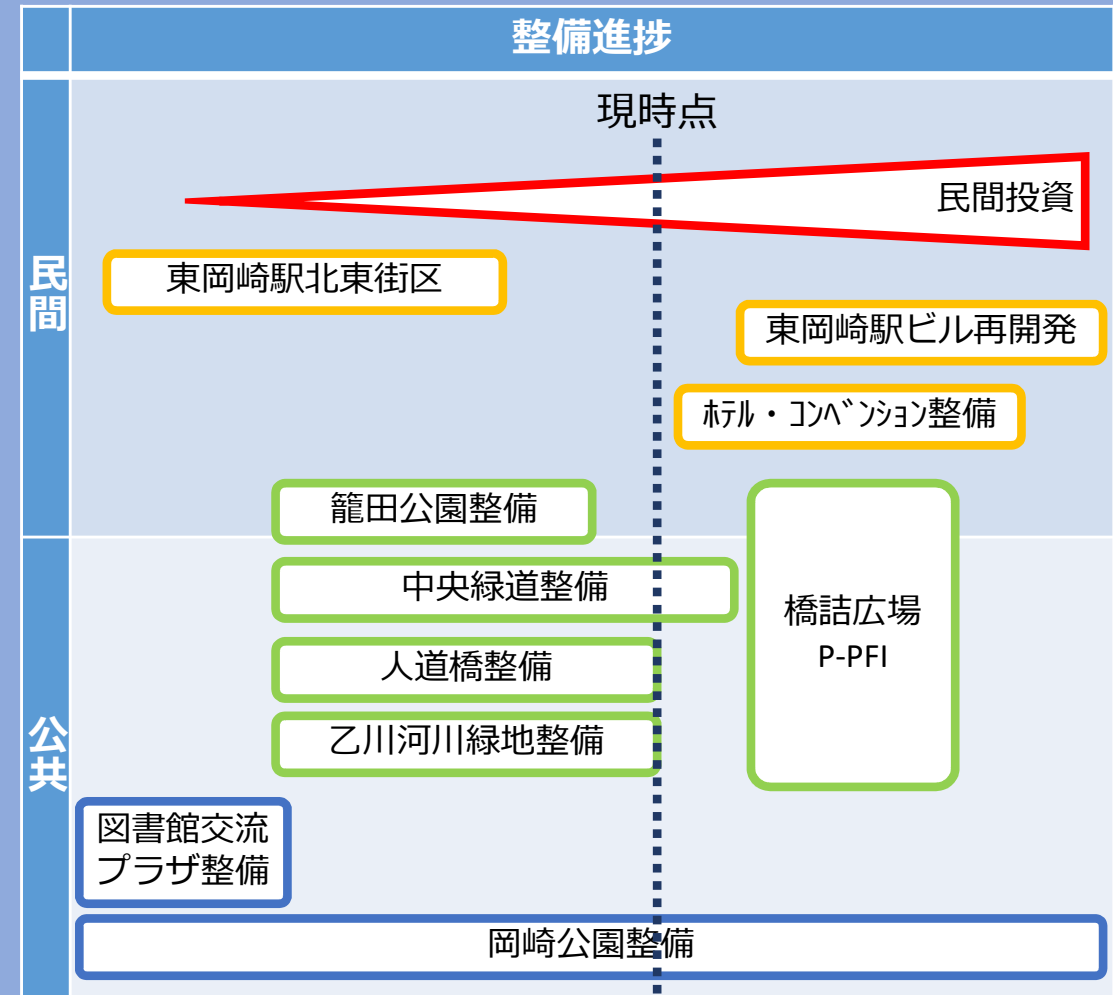 整備進捗
現時点
民間投資
民間
東岡崎駅北東街区
東岡崎駅ビル再開発
ﾎﾃﾙ・ｺﾝﾍﾞﾝｼｮﾝ整備
籠田公園整備
中央緑道整備
橋詰広場
P-PFI
人道橋整備
乙川河川緑地整備
公共
図書館交流
プラザ整備
岡崎公園整備